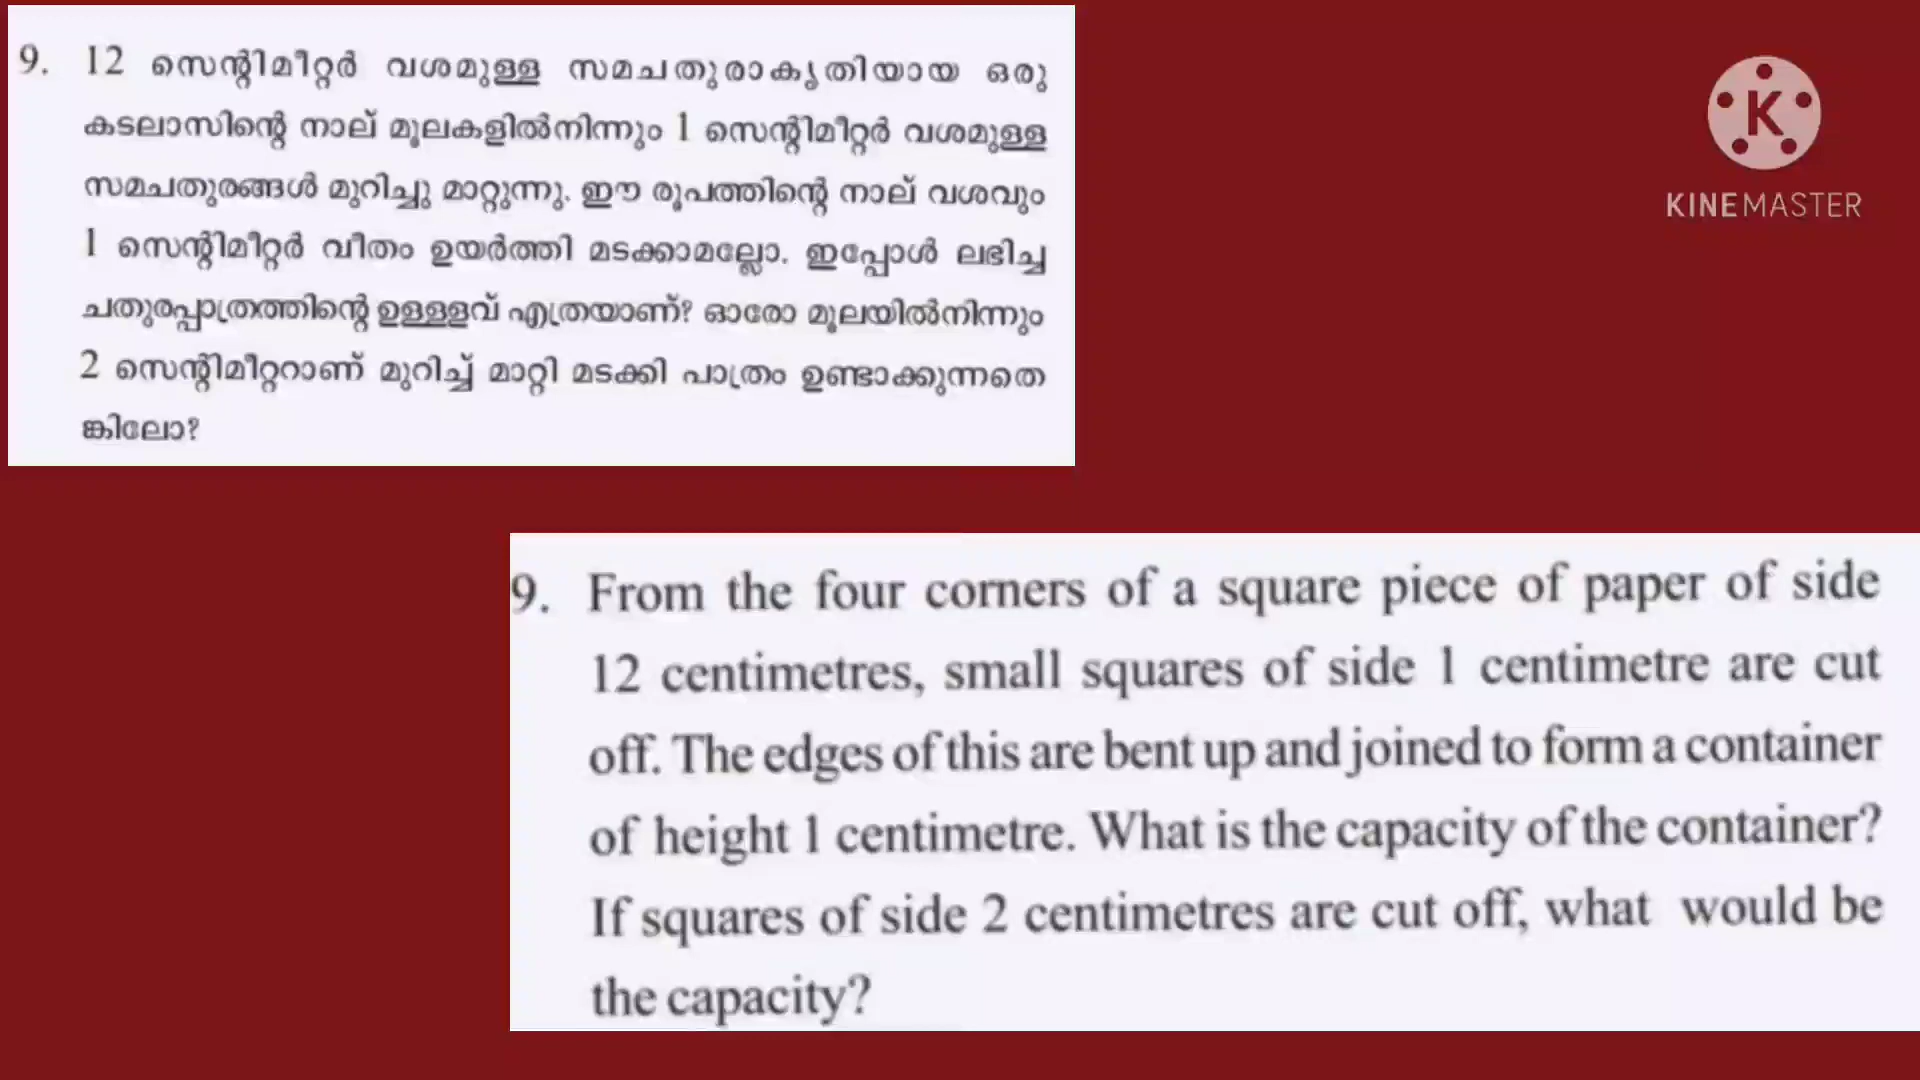 9. 12 സെന്റിമീറ്റർ വശമുള്ള സമചതുരാകൃതിയായ ഒരു
കടലാസിന്റെ നാല് മൂലകളിൽനിന്നും 1 സെന്റിമീറ്റർ വശമുള്ള
സമചതുരങ്ങൾ മുറിച്ചു മാറ്റുന്നു. ഈ രൂപത്തിന്റെ നാല് വശവും
1 സെന്റിമീറ്റർ വീതം ഉയർത്തി മടക്കാമല്ലോ. ഇപ്പോൾ ലഭിച്ച
ചതുരപ്പാത്രത്തിന്റെ ഉള്ളളവ് എത്രയാണ്? ഓരോ മൂലയിൽനിന്നും
2 സെന്റിമീറ്ററാണ് മുറിച്ച് മാറ്റി മടക്കി പാത്രം ഉണ്ടാക്കുന്നതെ
ങ്കിലോ?
K
KINEMASTER
9. From the four corners of a square piece of paper of side
12 centimetres, small squares of side 1 centimetre are cut
off. The edges of this are bent up and joined to form a container
of height 1 centimetre. What is the capacity of the container?
If squares of side 2 centimetres are cut off, what would be
the capacity?